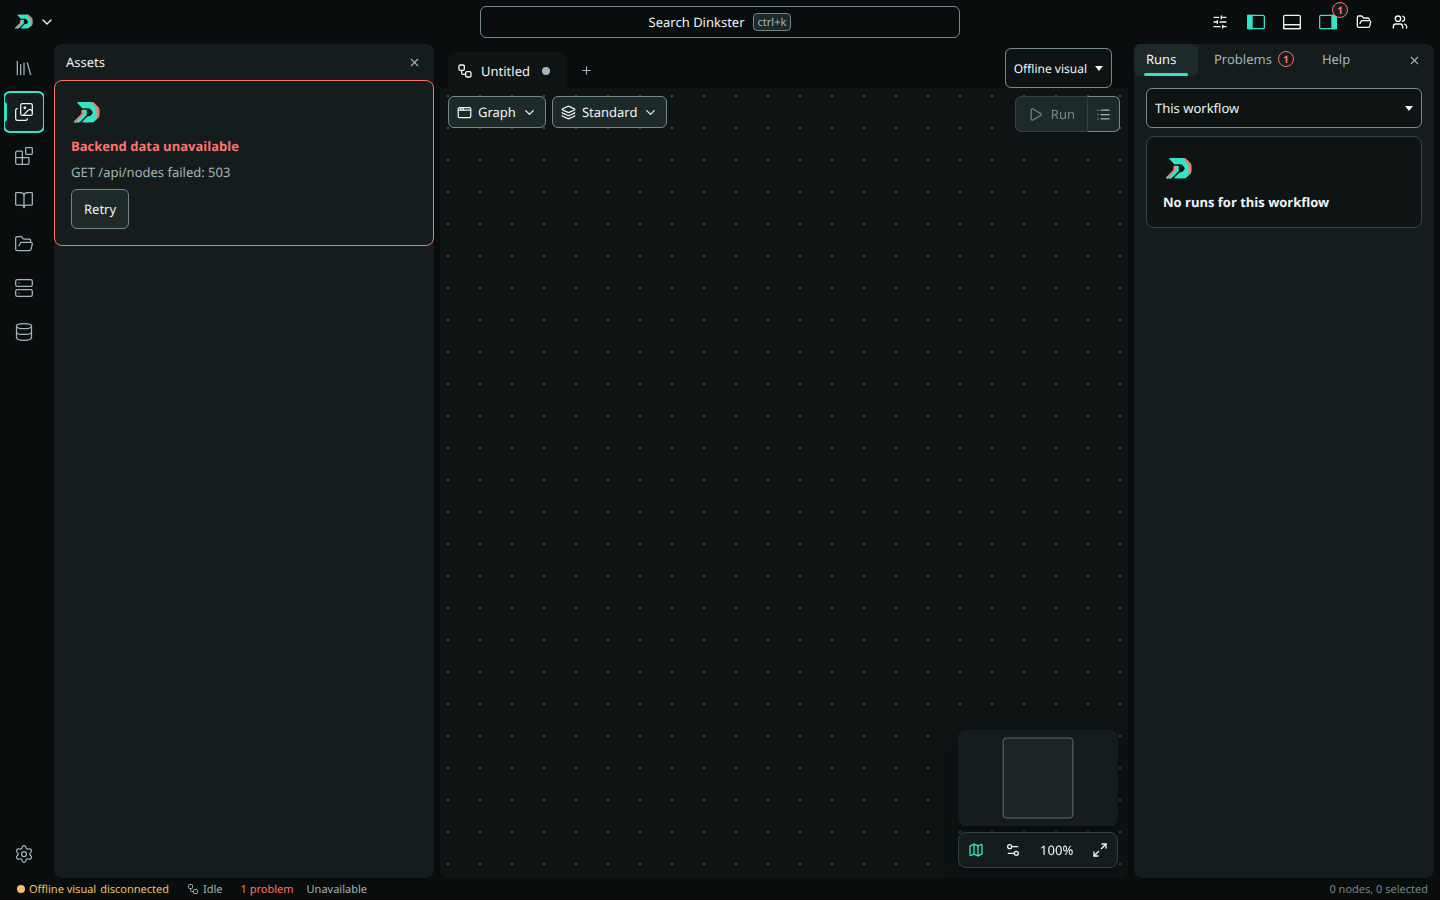 Search Dinkster ctrl+k
1
Assets
Backend data unavailable
GET /api/nodes failed: 503
Retry
Untitled
Offline visual
Graph
Standard
Run
100%
Runs
Problems 1
Help
This workflow
No runs for this workflow
Offline visual disconnected
Idle
1 problem
Unavailable
0 nodes, 0 selected